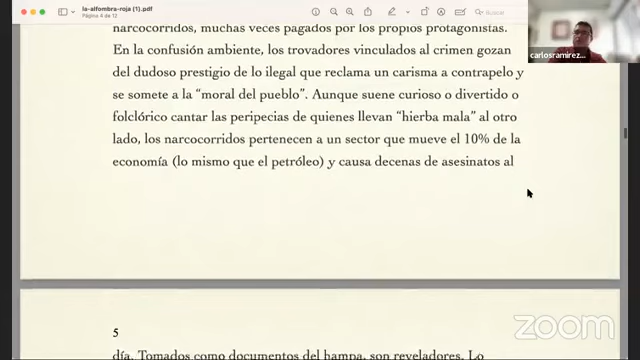 la-alfombra-roja (1).pdf
Página 4 de 12
Buscar
carlosramirez...
narcocorridos, muchas veces pagados por los propios protagonistas.
En la confusión ambiente, los trovadores vinculados al crimen gozan
del dudoso prestigio de lo ilegal que reclama un carisma a contrapelo y
se somete a la “moral del pueblo”. Aunque suene curioso o divertido o
folclórico cantar las peripecias de quienes llevan “hierba mala” al otro
lado, los narcocorridos pertenecen a un sector que mueve el 10% de la
economía (lo mismo que el petróleo) y causa decenas de asesinatos al
5
día. Tomados como documentos del hampa, son reveladores. Lo
zoom